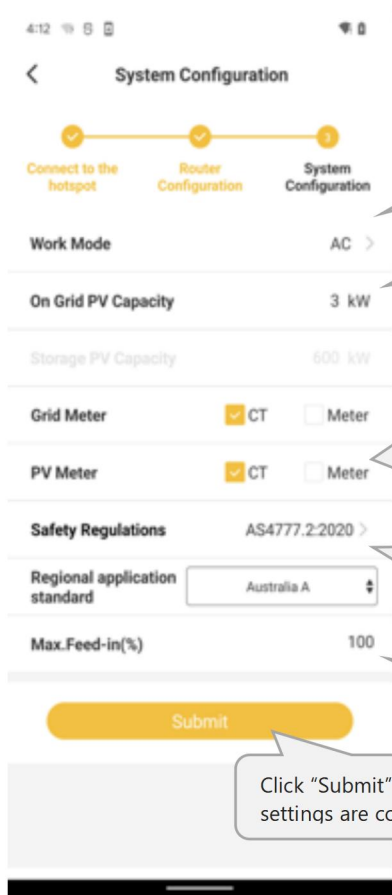 4:12
System Configuration
3
Connect to the
hotspot
Router
Configuration
System
Configuration
Work Mode AC >
On Grid PV Capacity 3 kW
Storage PV Capacity 600 kW
Grid Meter CT Meter
PV Meter CT Meter
Safety Regulations AS4777.2:2020 >
Regional application
standard
Australia A
Max.Feed-in(%) 100
Submit
Click “Submit”
settings are co